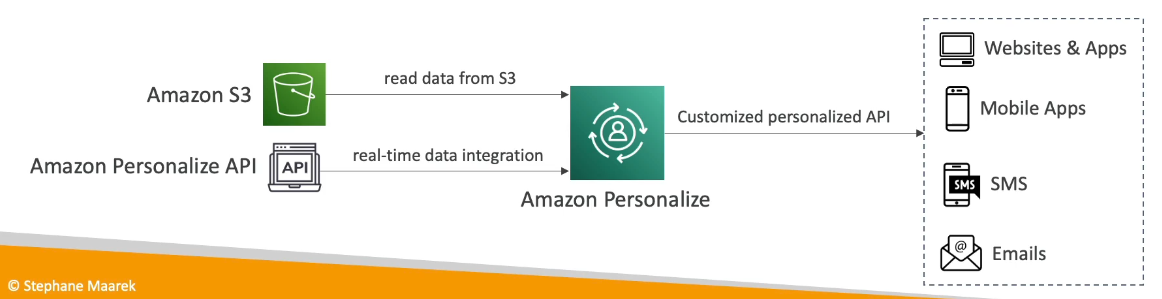 Amazon S3
read data from S3
Amazon Personalize API
API
real-time data integration
Amazon Personalize
Customized personalized API
Websites & Apps
Mobile Apps
SMS
SMS
@
Emails
© Stephane Maarek